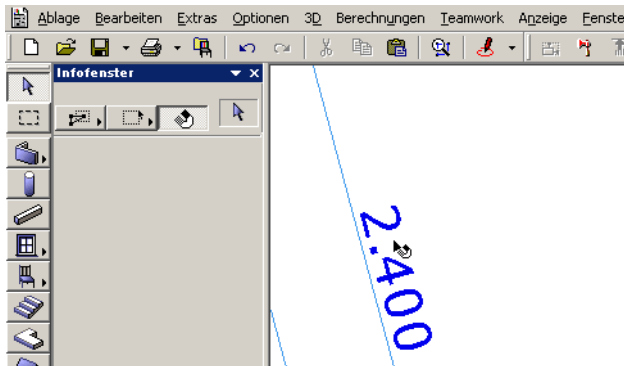 Ablage Bearbeiten Extras Optionen 3D Berechnungen Teamwork Anzeige Fenste
Infofenster
2.400